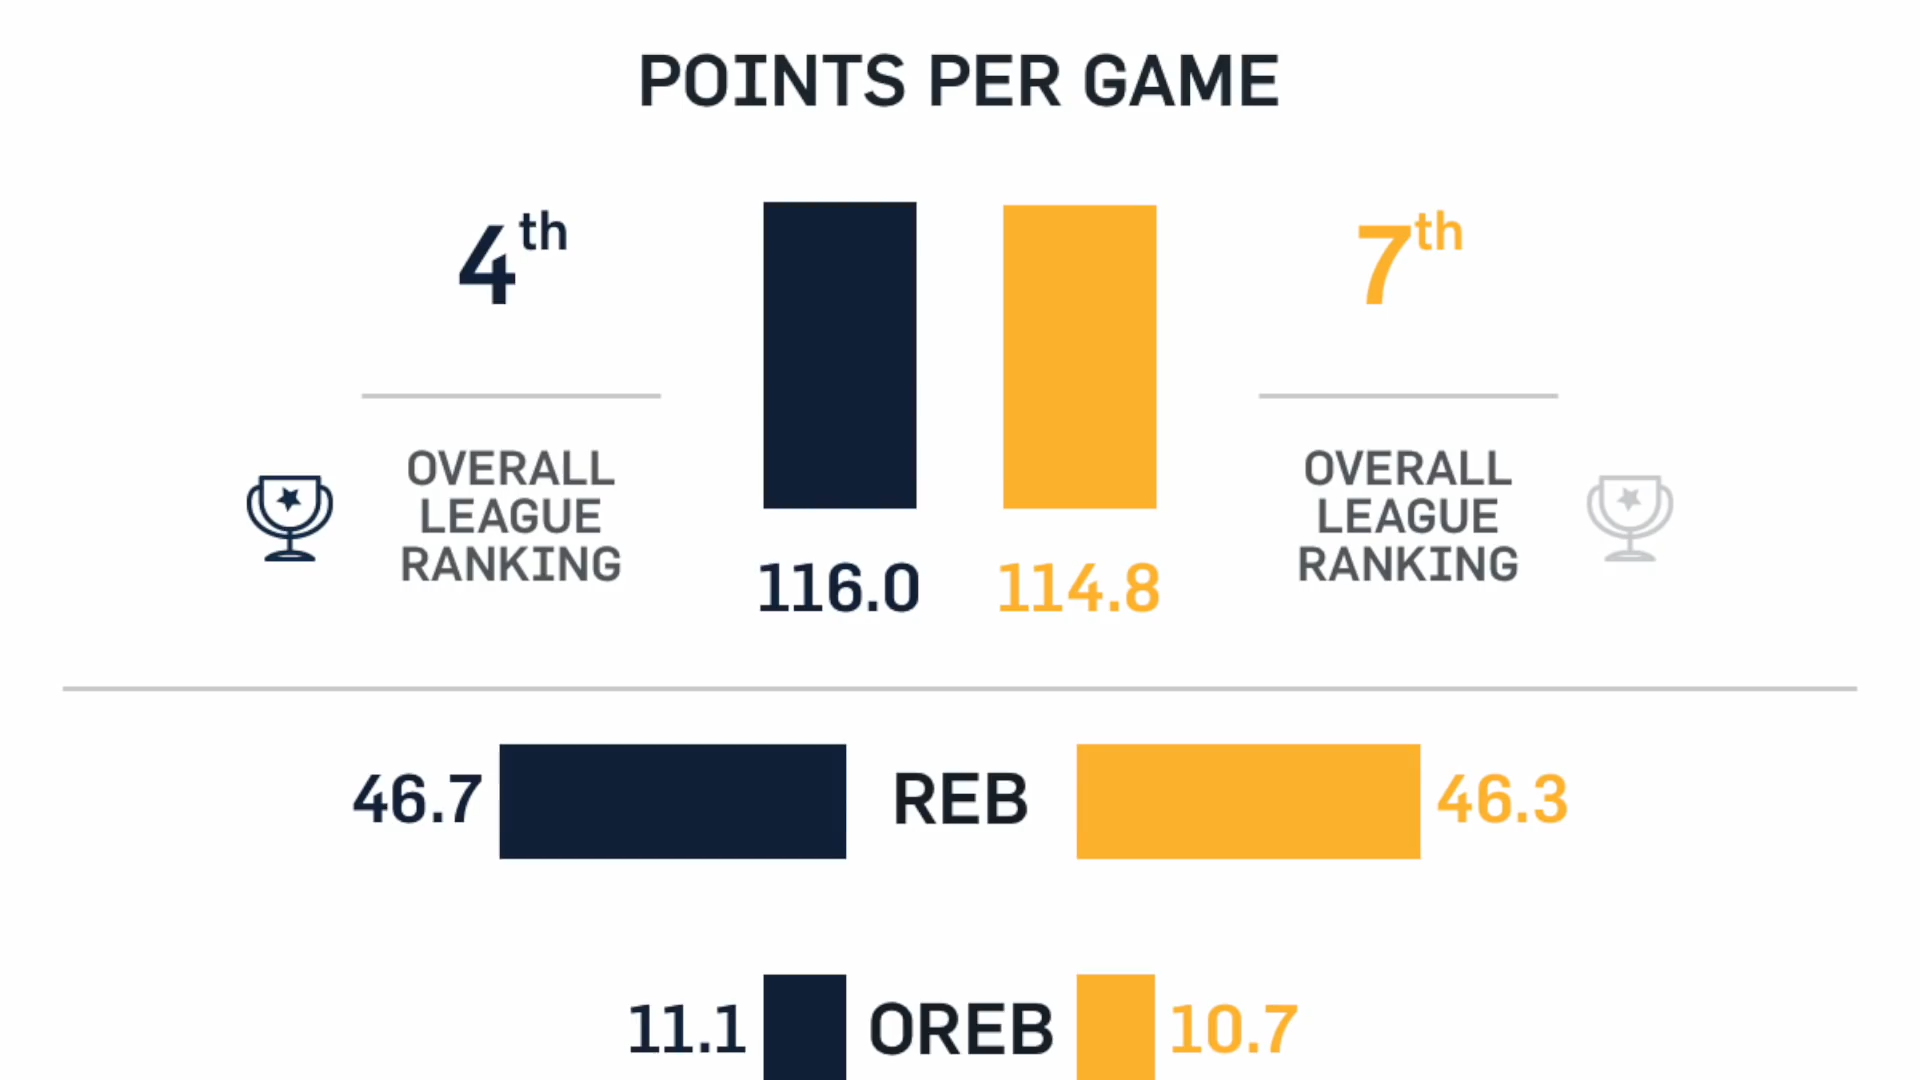 POINTS PER GAME
4th
7th
OVERALL
LEAGUE
RANKING
OVERALL
LEAGUE
RANKING
116.0
114.8
46.7 REB 46.3
11.1 OREB 10.7